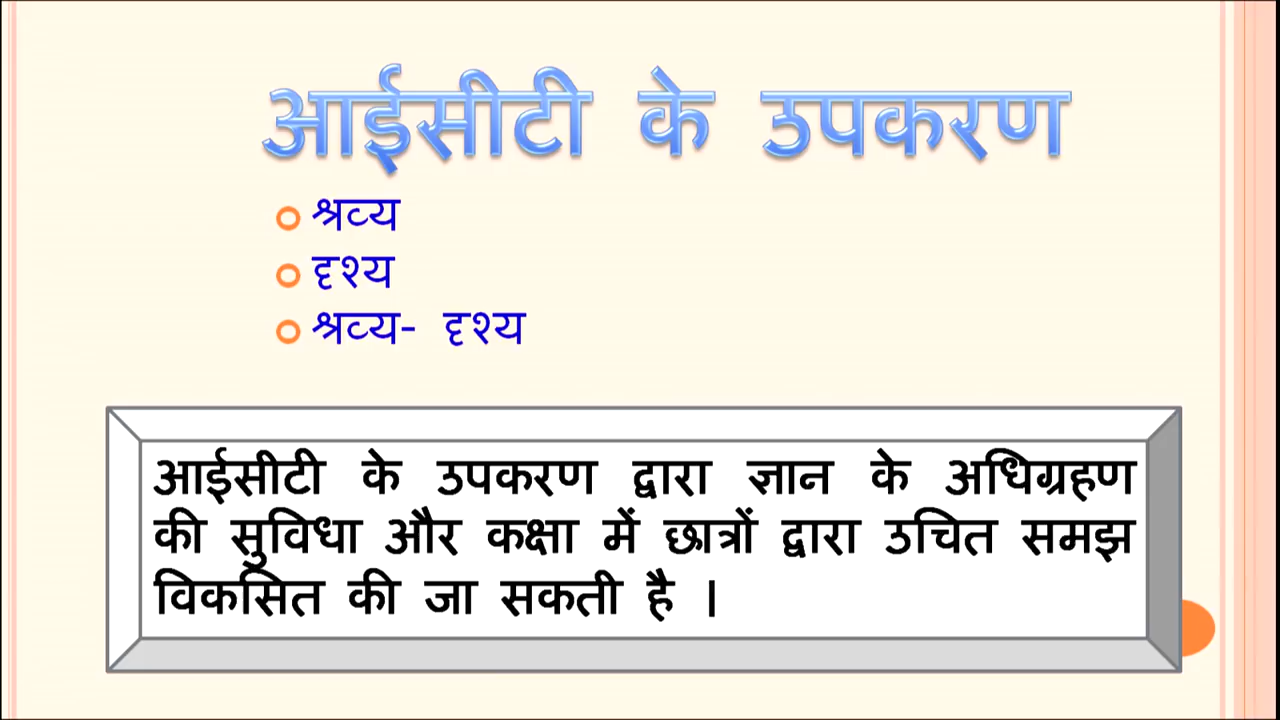 आईसीटी के उपकरण
श्रव्य
दृश्य
श्रव्य- दृश्य
आईसीटी के उपकरण द्वारा ज्ञान के अधिग्रहण
की सुविधा और कक्षा में छात्रों द्वारा उचित समझ
विकसित की जा सकती है ।